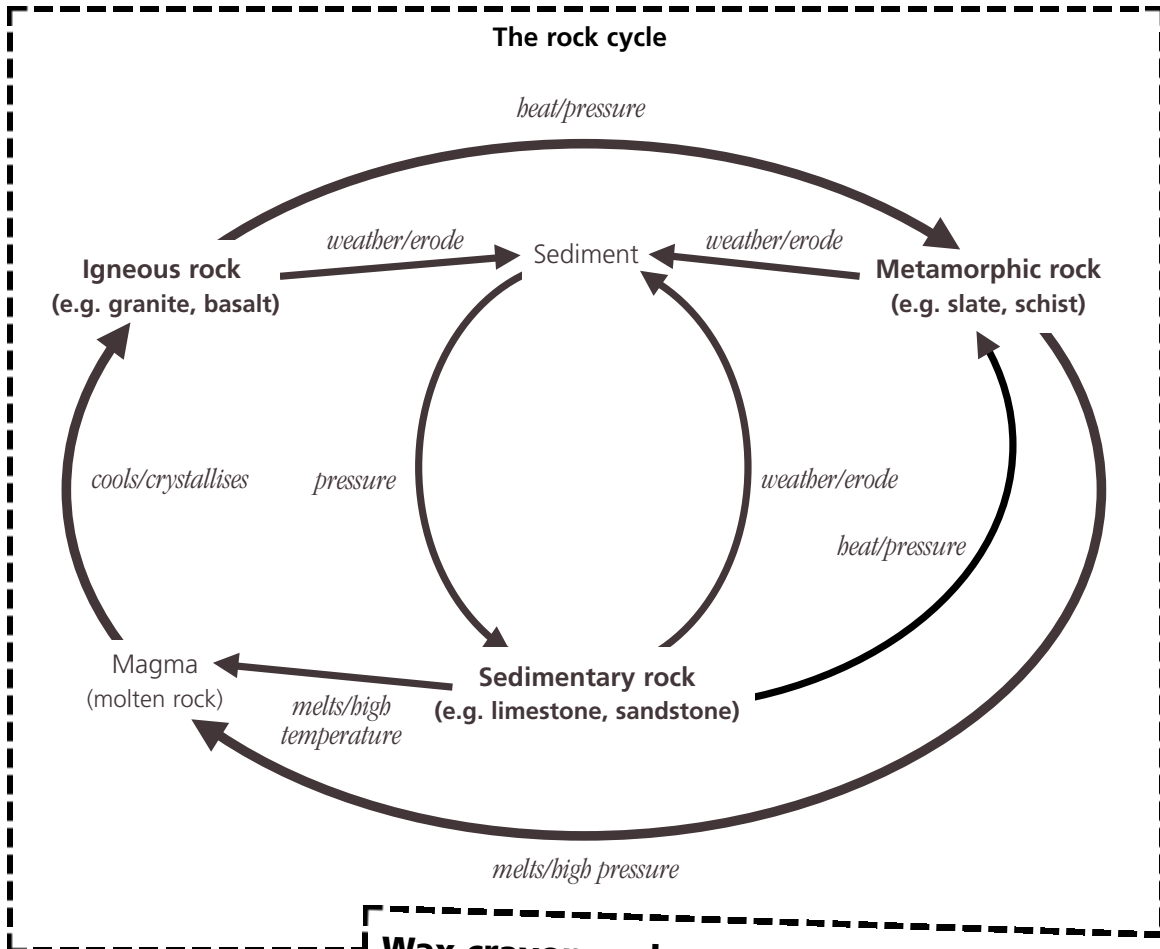 The rock cycle
heat/pressure
weather/erode
Sediment
weather/erode
Igneous rock
(e.g. granite, basalt)
Metamorphic rock
(e.g. slate, schist)
cools/crystallises
pressure
weather/erode
heat/pressure
Magma
(molten rock)
melts/high
temperature
Sedimentary rock
(e.g. limestone, sandstone)
melts/high pressure
Wax